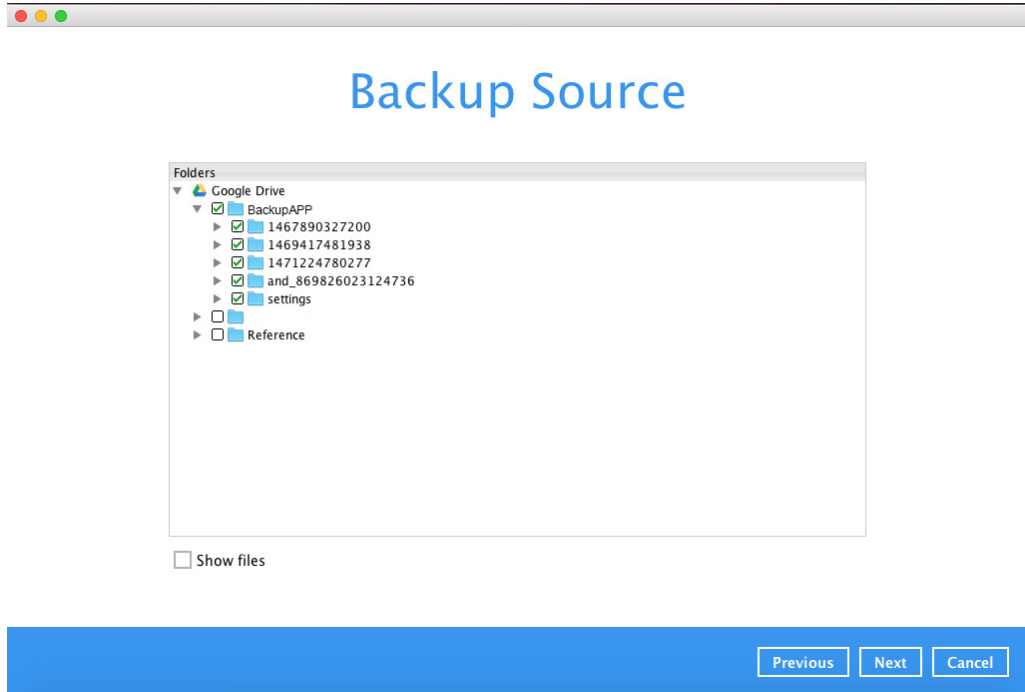 Backup Source
Folders
Google Drive
BackupAPP
1467890327200
1469417481938
1471224780277
and_869826023124736
settings
Reference
Show files
Previous Next Cancel